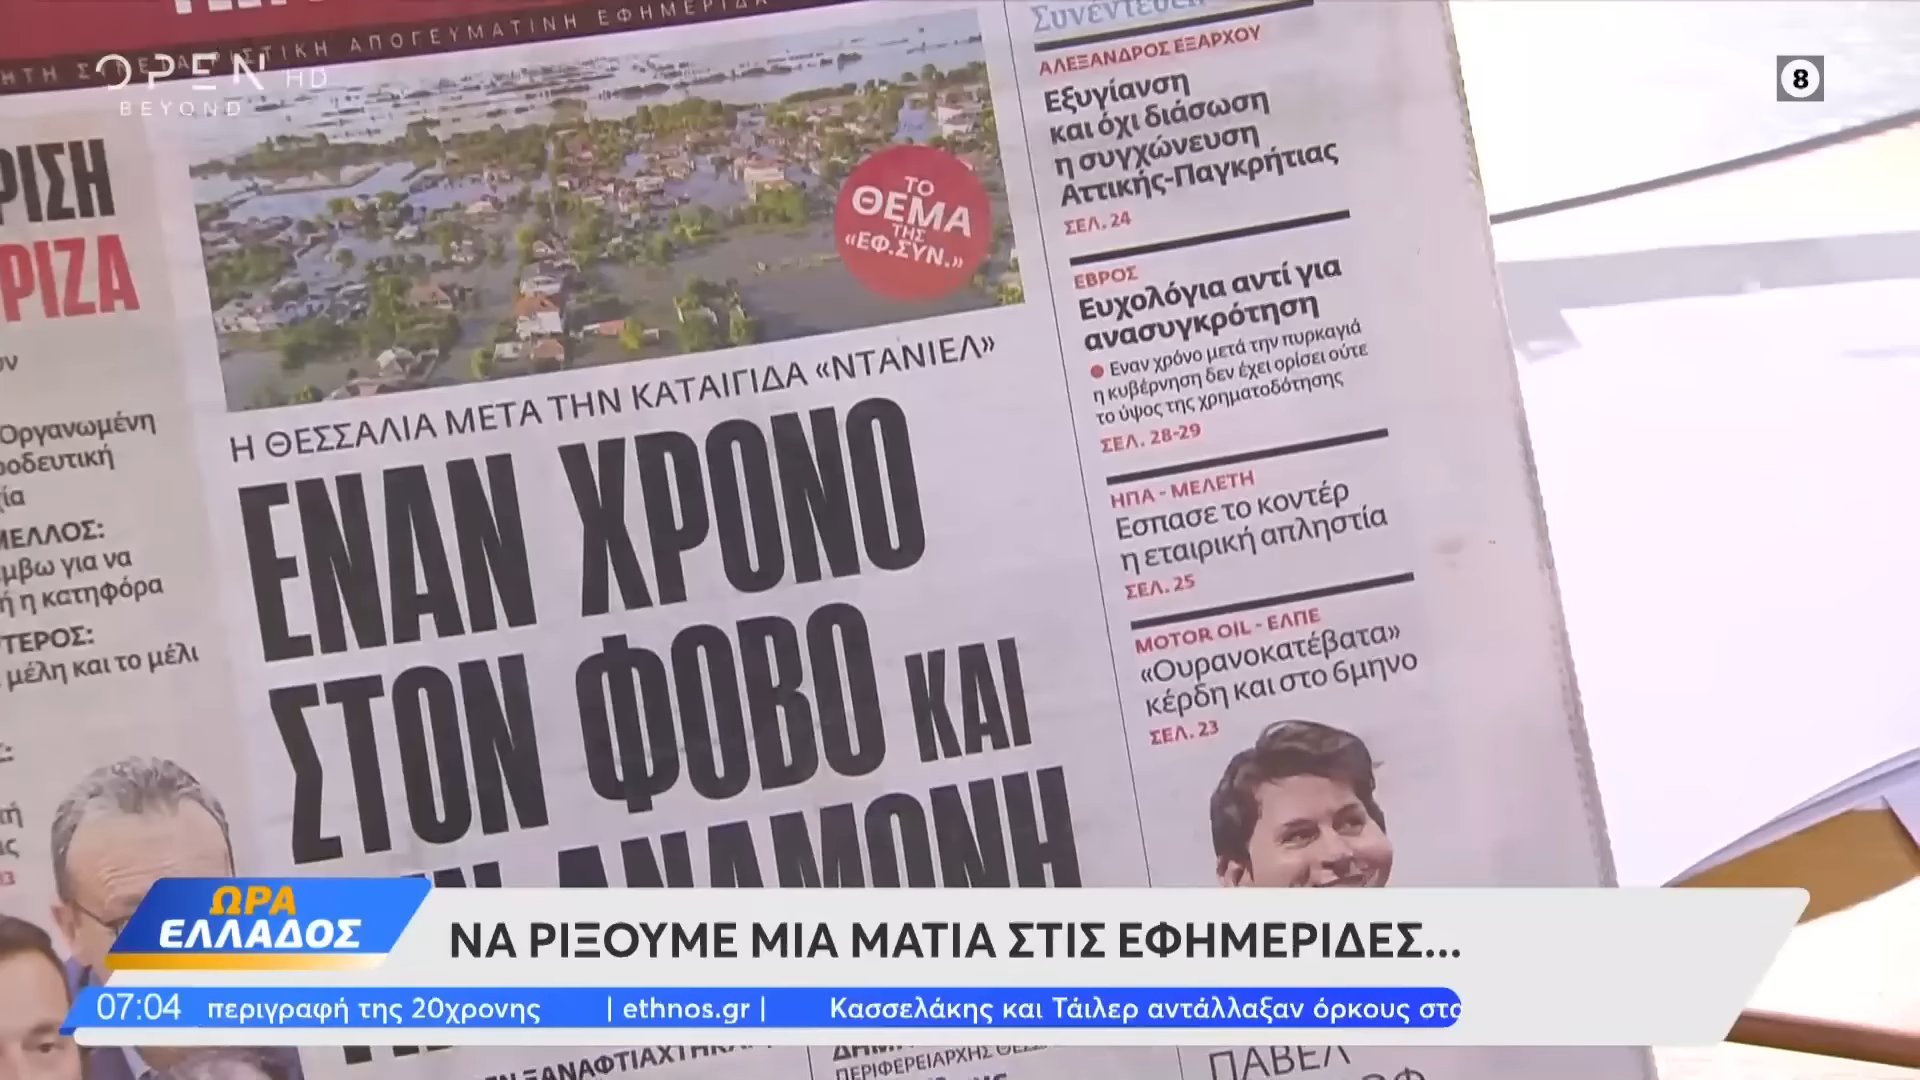 ΣΤΙΚΗ ΑΠΟΓΕΥΜΑΤΙΝΗ ΕΦΗΜΕΡΙΔΑ
OPEN HD
BEYOND
8
ΡΙΣΗ
ΡΙΖΑ
Οργανωμένη
ΜΕΛΛΟΣ:
για να
ή η κατηφόρα
ΤΕΡΟΣ:
μέλη και το μέλι
ΤΟ
ΘΕΜΑ
ΤΗΣ
«ΕΦ.ΣΥΝ.»
Η ΘΕΣΣΑΛΙΑ ΜΕΤΑ ΤΗΝ ΚΑΤΑΙΓΙΔΑ «ΝΤΑΝΙΕΛ»
ΕΝΑΝ ΧΡΟΝΟ
ΣΤΟΝ ΦΟΒΟ ΚΑΙ
ΑΝΑΜΟΝΗ
ΑΛΕΞΑΝΔΡΟΣ ΕΞΑΡΧΟΥ
Εξυγίανση
και όχι διάσωση
η συγχώνευση
Αττικής-Παγκρήτιας
ΣΕΛ. 24
ΕΒΡΟΣ
Ευχολόγια αντί για
ανασυγκρότηση
• Εναν χρόνο μετά την πυρκαγιά
η κυβέρνηση δεν έχει ορίσει ούτε
το ύψος της χρηματοδότησης
ΣΕΛ. 28-29
ΗΠΑ - ΜΕΛΕΤΗ
Εσπασε το κοντέρ
η εταιρική απληστία
ΣΕΛ. 25
MOTOR OIL - ΕΛΠΕ
«Ουρανοκατέβατα»
κέρδη και στο 6μηνο
ΣΕΛ. 23
ΩΡΑ
ΕΛΛΑΔΟΣ
ΝΑ ΡΙΞΟΥΜΕ ΜΙΑ ΜΑΤΙΑ ΣΤΙΣ ΕΦΗΜΕΡΙΔΕΣ...
07:04 περιγραφή της 20χρονης | ethnos.gr | Κασσελάκης και Τάιλερ αντάλλαξαν όρκους στο
ΠΕΡΙΦΕΡΕΙΑΡΧΗΣ
ΠΑΒΕΛ